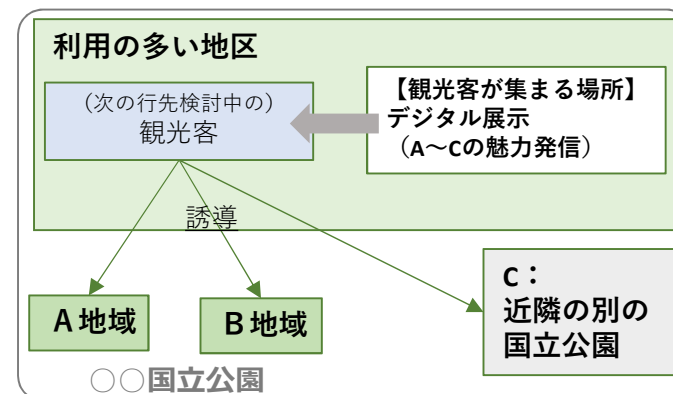 利用の多い地区
（次の行先検討中の）
観光客
【観光客が集まる場所】
デジタル展示
（A～Cの魅力発信）
誘導
Ａ地域
Ｂ地域
C：
近隣の別の
国立公園
○○国立公園